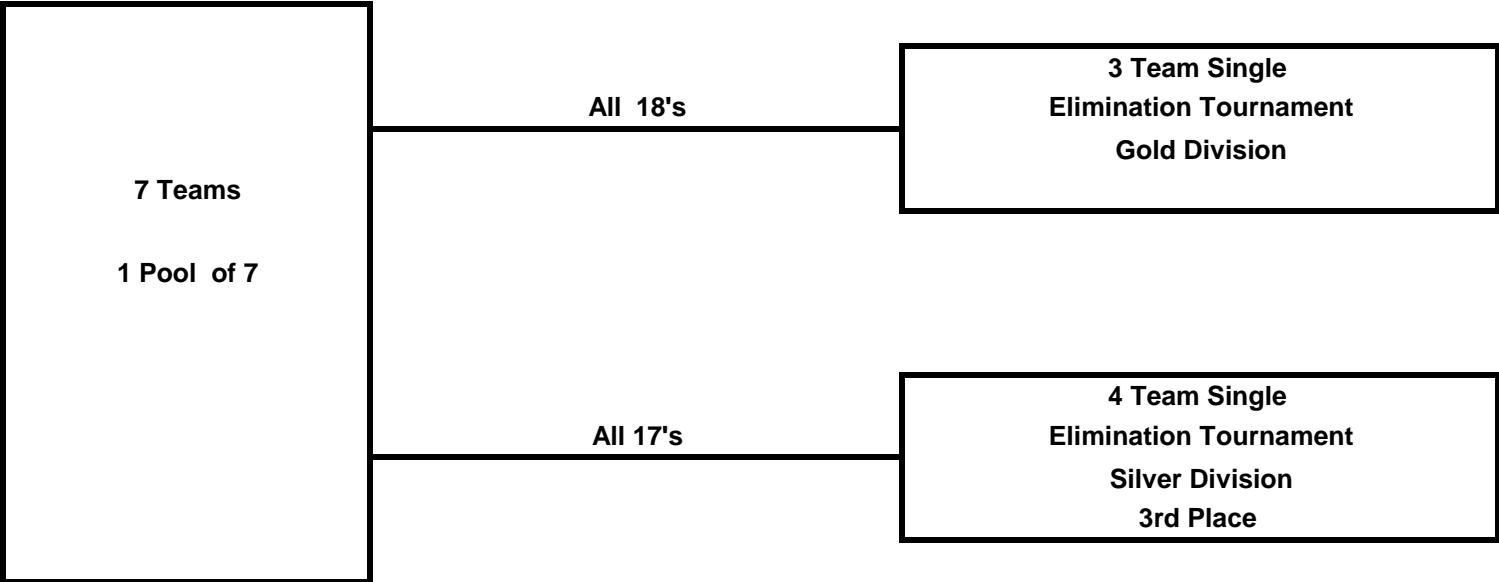 7 Teams
1 Pool  of 7
All  18's
3 Team Single
Elimination Tournament
Gold Division
All 17's
4 Team Single
Elimination Tournament
Silver Division
3rd Place